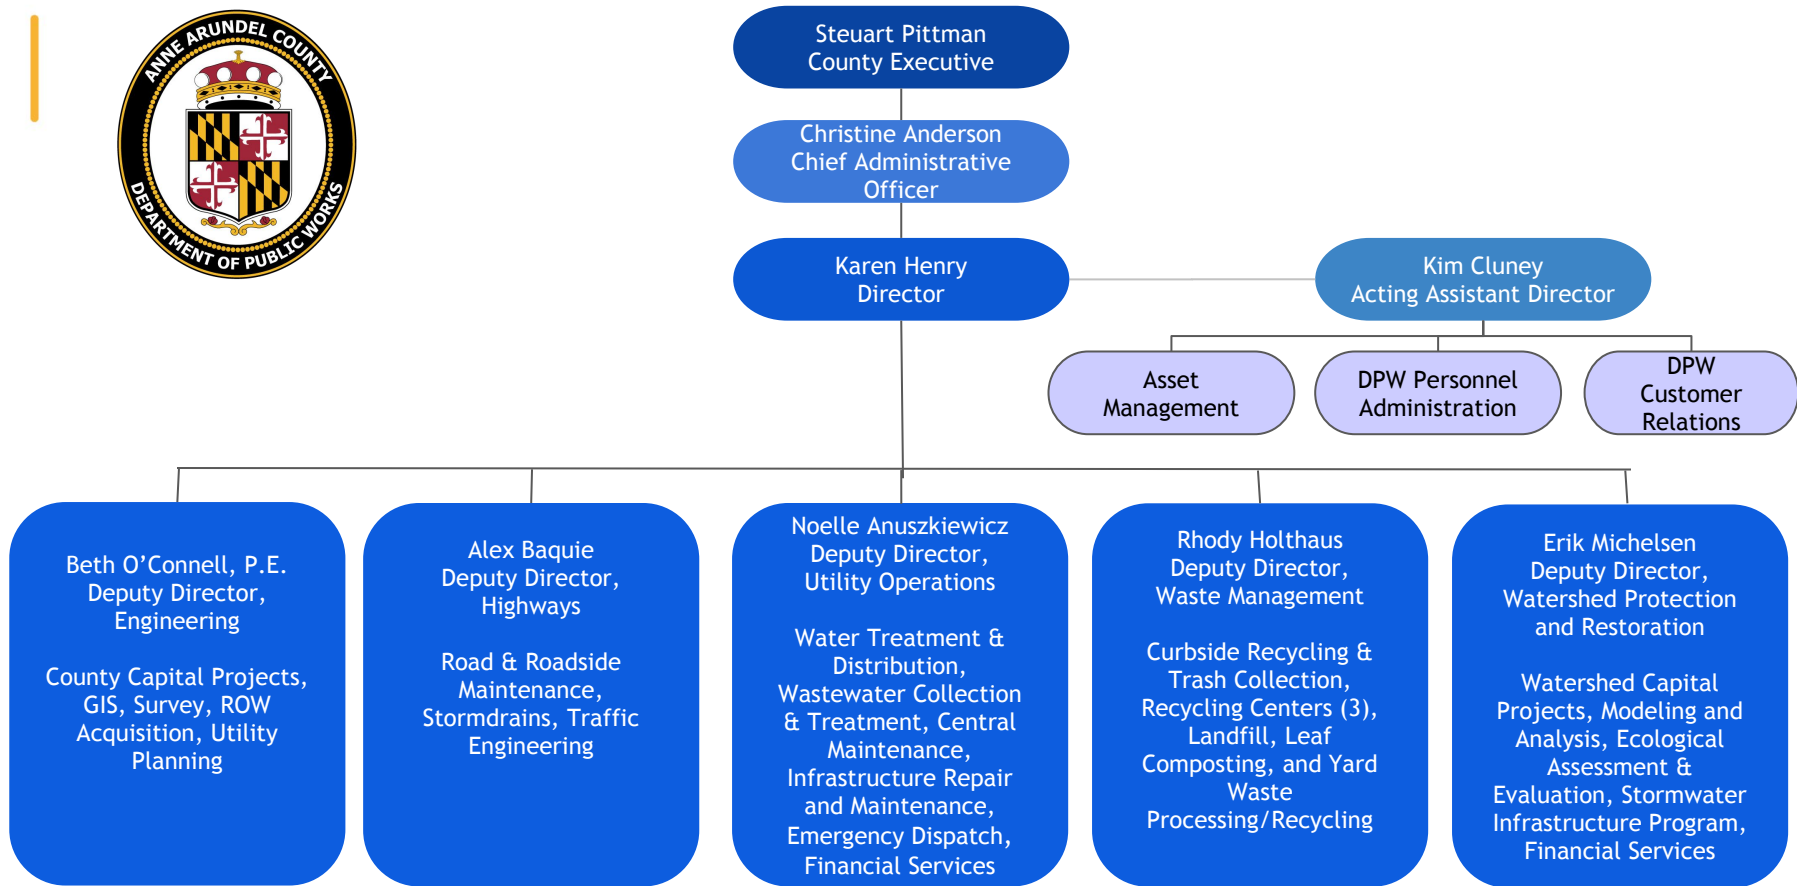 ANNE ARUNDEL COUNTY
DEPARTMENT OF PUBLIC WORKS
Steuart Pittman
County Executive
Christine Anderson
Chief Administrative
Officer
Karen Henry
Director
Kim Cluney
Acting Assistant Director
Asset
Management
DPW Personnel
Administration
DPW
Customer
Relations
Beth O’Connell, P.E.
Deputy Director,
Engineering
County Capital Projects,
GIS, Survey, ROW
Acquisition, Utility
Planning
Alex Baquie
Deputy Director,
Highways
Road & Roadside
Maintenance,
Stormdrains, Traffic
Engineering
Noelle Anuszkiewicz
Deputy Director,
Utility Operations
Water Treatment &
Distribution,
Wastewater Collection
& Treatment, Central
Maintenance,
Infrastructure Repair
and Maintenance,
Emergency Dispatch,
Financial Services
Rhody Holthaus
Deputy Director,
Waste Management
Curbside Recycling &
Trash Collection,
Recycling Centers (3),
Landfill, Leaf
Composting, and Yard
Waste
Processing/Recycling
Erik Michelsen
Deputy Director,
Watershed Protection
and Restoration
Watershed Capital
Projects, Modeling and
Analysis, Ecological
Assessment &
Evaluation, Stormwater
Infrastructure Program,
Financial Services